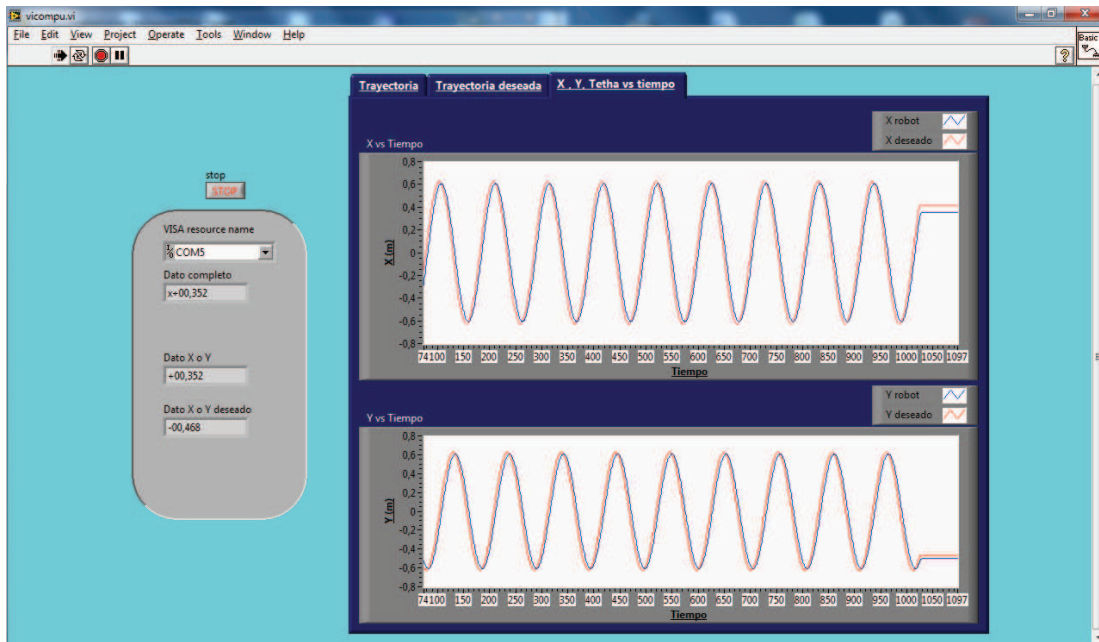 vicompu.vi
File Edit View Project Operate Tools Window Help
Basic
Trayectoria Trayectoria deseada X , Y, Tetha vs tiempo
X robot
X deseado
X vs Tiempo
0,8
0,6
0,4
0,2
0
-0,2
-0,4
-0,6
-0,8
X (m)
74 100 150 200 250 300 350 400 450 500 550 600 650 700 750 800 850 900 950 1000 1050 1097
Tiempo
stop
STOP
VISA resource name
COM5
Dato completo
x+00,352
Dato X o Y
+00,352
Dato X o Y deseado
-00,468
Y robot
Y deseado
Y vs Tiempo
0,8
0,6
0,4
0,2
0
-0,2
-0,4
-0,6
-0,8
Y (m)
74 100 150 200 250 300 350 400 450 500 550 600 650 700 750 800 850 900 950 1000 1050 1097
Tiempo